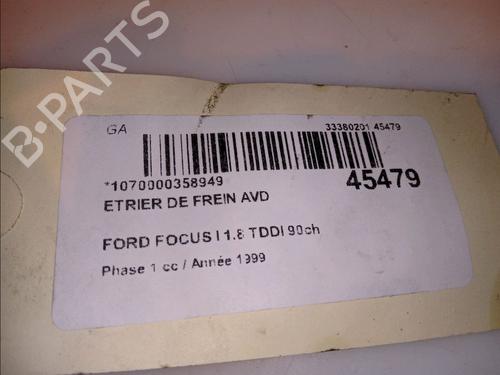 B-PARTS
GA 33380201 45479
*1070000358949 45479
ETRIER DE FREIN AVD
FORD FOCUS I 1.8 TDDI 90ch
Phase 1 cc / Année 1999